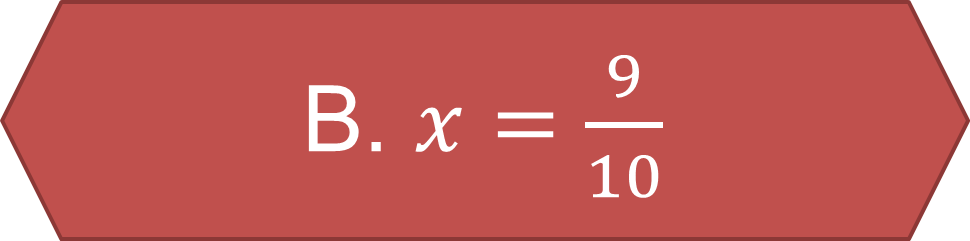 B. x = 9/10